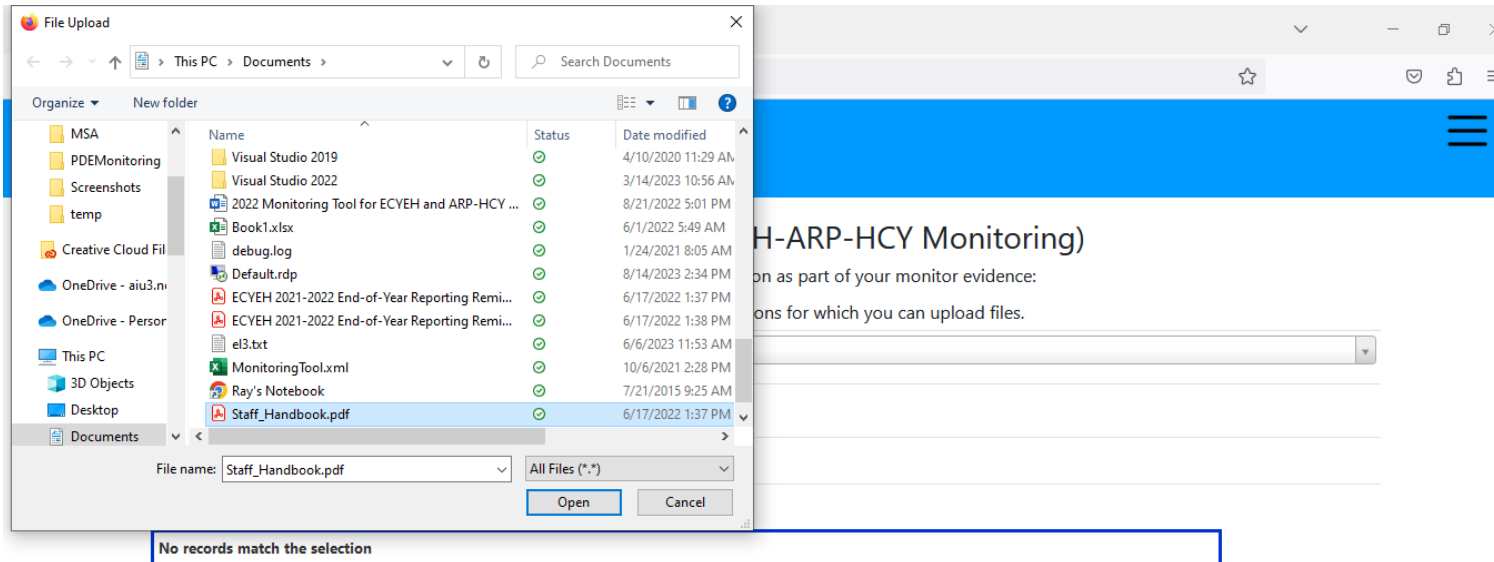 File Upload
This PC > Documents >
Search Documents
Organize
New folder
Name Status Date modified
MSA
PDEMonitoring
Screenshots
temp
Creative Cloud Fil
OneDrive - aiu3.n
OneDrive - Person
This PC
3D Objects
Desktop
Documents
Visual Studio 2019 4/10/2020 11:29 AM
Visual Studio 2022 3/14/2023 10:56 AM
2022 Monitoring Tool for ECYEH and ARP-HCY ... 8/21/2022 5:01 PM
Book1.xlsx 6/1/2022 5:49 AM
debug.log 1/24/2021 8:05 AM
Default.rdp 8/14/2023 2:34 PM
ECYEH 2021-2022 End-of-Year Reporting Remi... 6/17/2022 1:37 PM
ECYEH 2021-2022 End-of-Year Reporting Remi... 6/17/2022 1:38 PM
el3.txt 6/6/2023 11:53 AM
MonitoringTool.xml 10/6/2021 2:28 PM
Ray's Notebook 7/21/2015 9:25 AM
Staff_Handbook.pdf 6/17/2022 1:37 PM
File name: Staff_Handbook.pdf All Files (*.*)
Open Cancel
H-ARP-HCY Monitoring)
on as part of your monitor evidence:
ons for which you can upload files.
No records match the selection